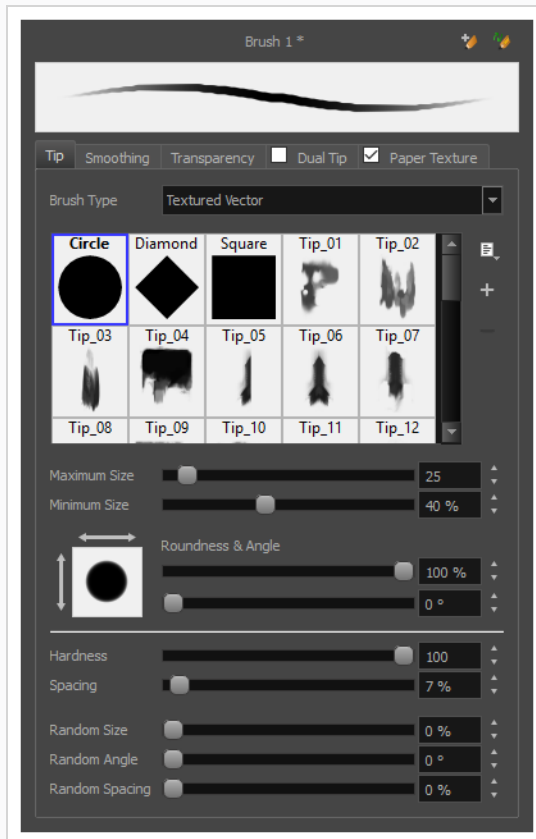 Brush 1 *
Tip Smoothing Transparency Dual Tip Paper Texture
Brush Type Textured Vector
Circle Diamond Square Tip_01 Tip_02
Tip_03 Tip_04 Tip_05 Tip_06 Tip_07
Tip_08 Tip_09 Tip_10 Tip_11 Tip_12
Maximum Size 25
Minimum Size 40 %
Roundness & Angle
100 %
0 °
Hardness 100
Spacing 7 %
Random Size 0 %
Random Angle 0 °
Random Spacing 0 %